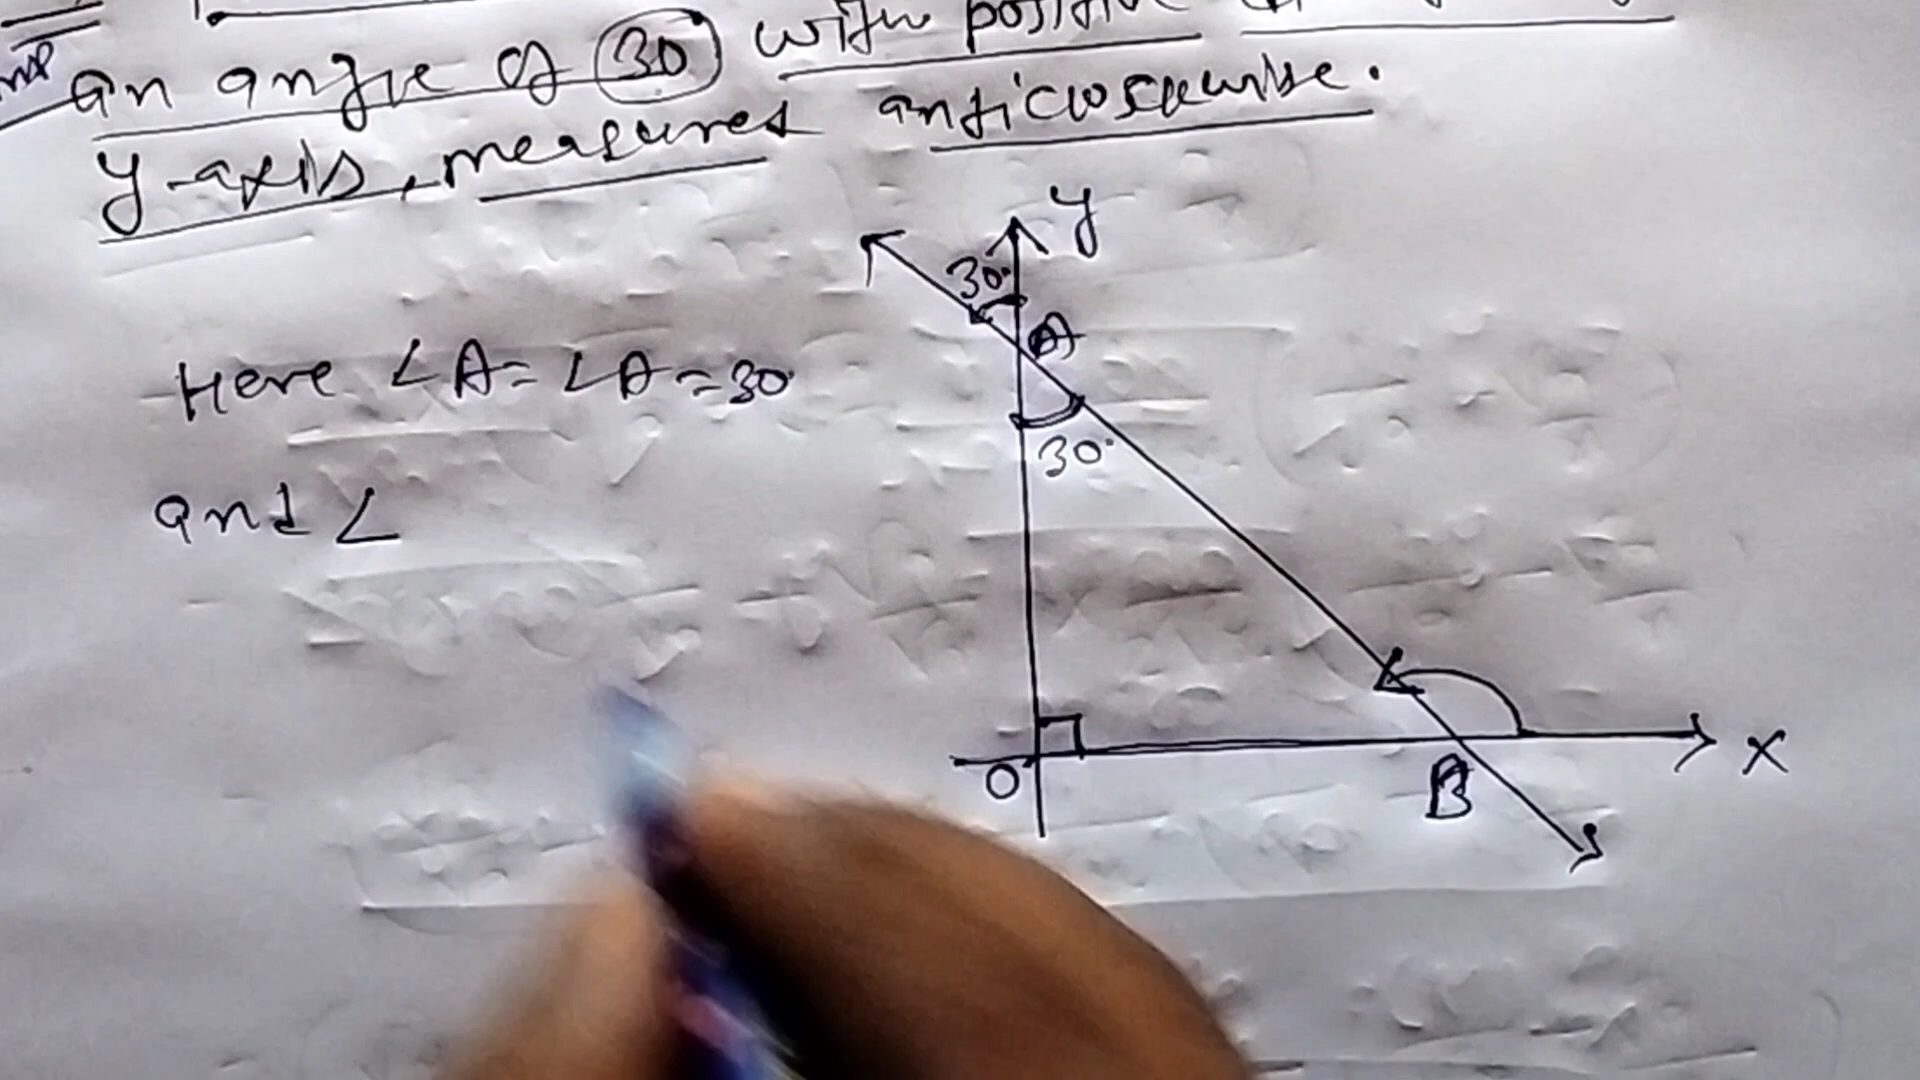 an angle of 30 with positive
y-axis, measures anticlockwise.
y
30°
A
Here ∠A=∠A=30°
30°
and ∠
O
B
X